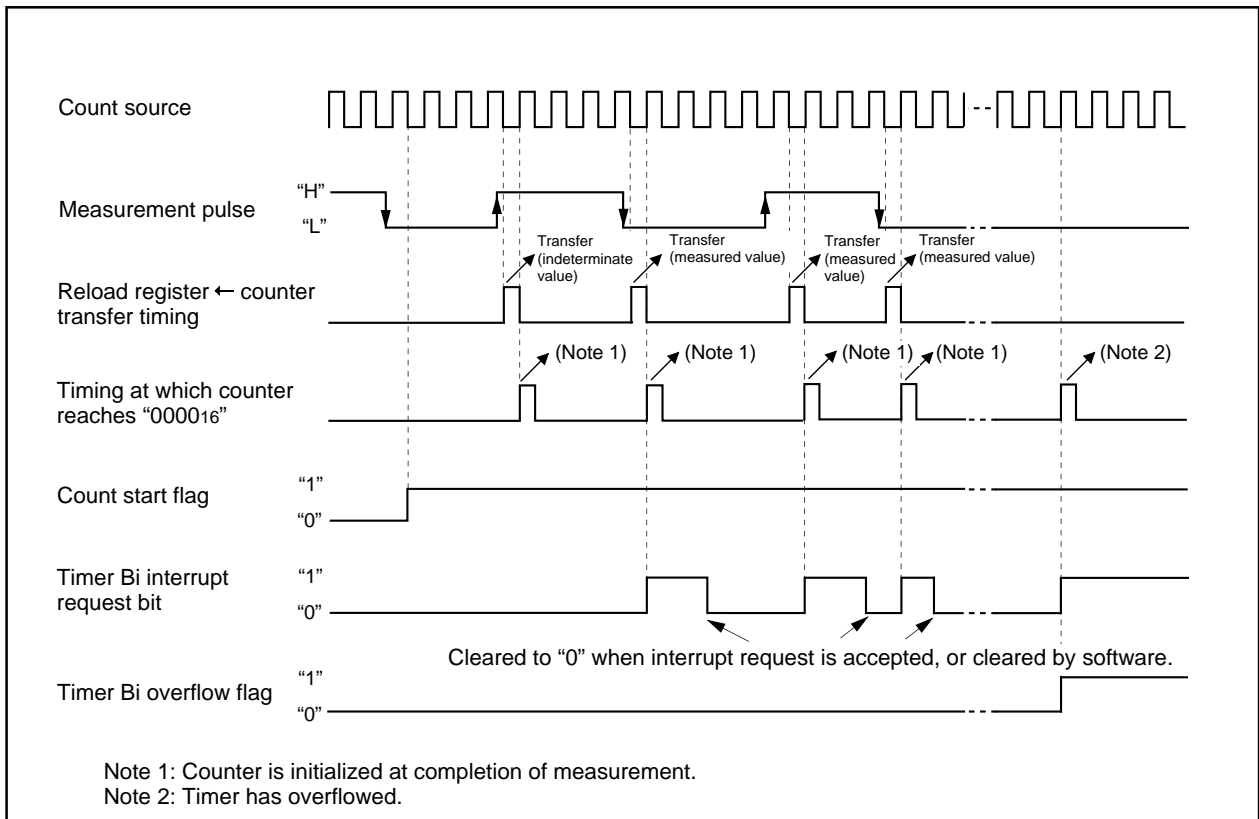 Count source
“H”
Measurement pulse
“L”
Transfer
(indeterminate
value)
Transfer
(measured value)
Transfer
(measured
value)
Transfer
(measured value)
Reload register ← counter
transfer timing
(Note 1)
(Note 1)
(Note 1)
(Note 1)
(Note 2)
Timing at which counter
reaches “000016”
Count start flag
“1”
“0”
Timer Bi interrupt
request bit
“1”
“0”
Cleared to “0” when interrupt request is accepted, or cleared by software.
Timer Bi overflow flag
“1”
“0”
Note 1: Counter is initialized at completion of measurement.
Note 2: Timer has overflowed.